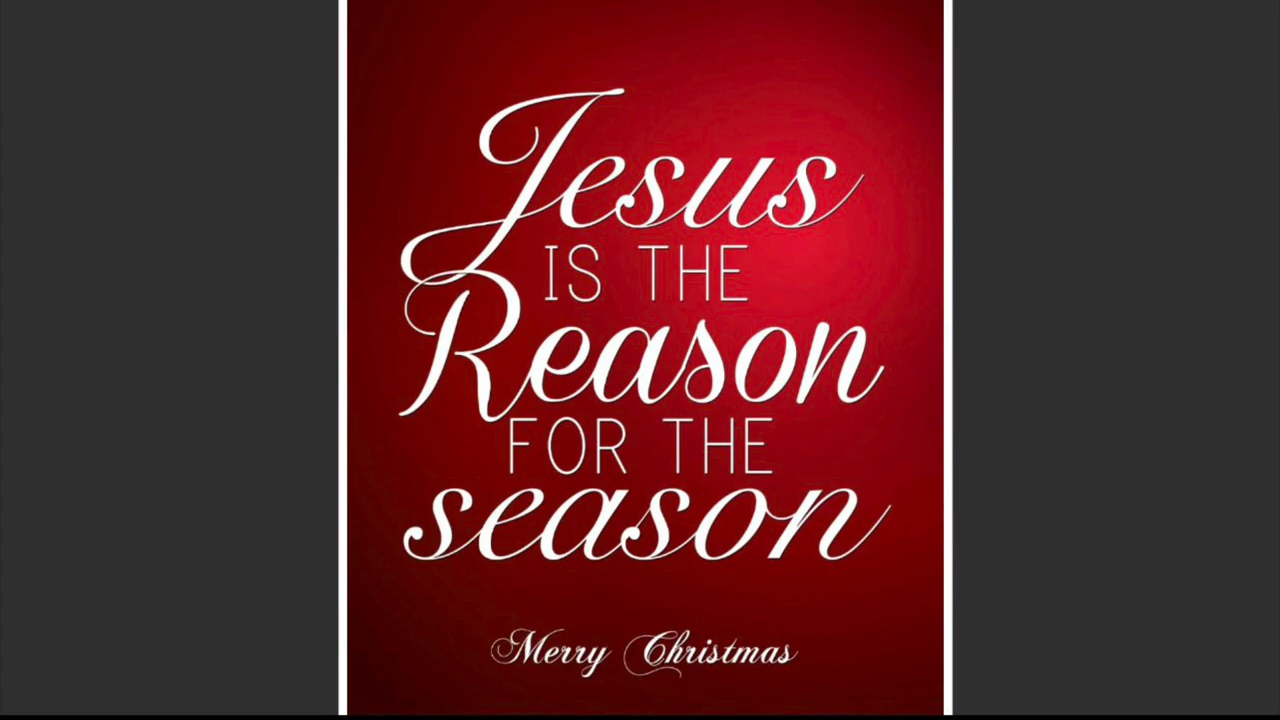 Jesus
IS THE
Reason
FOR THE
season
Merry Christmas